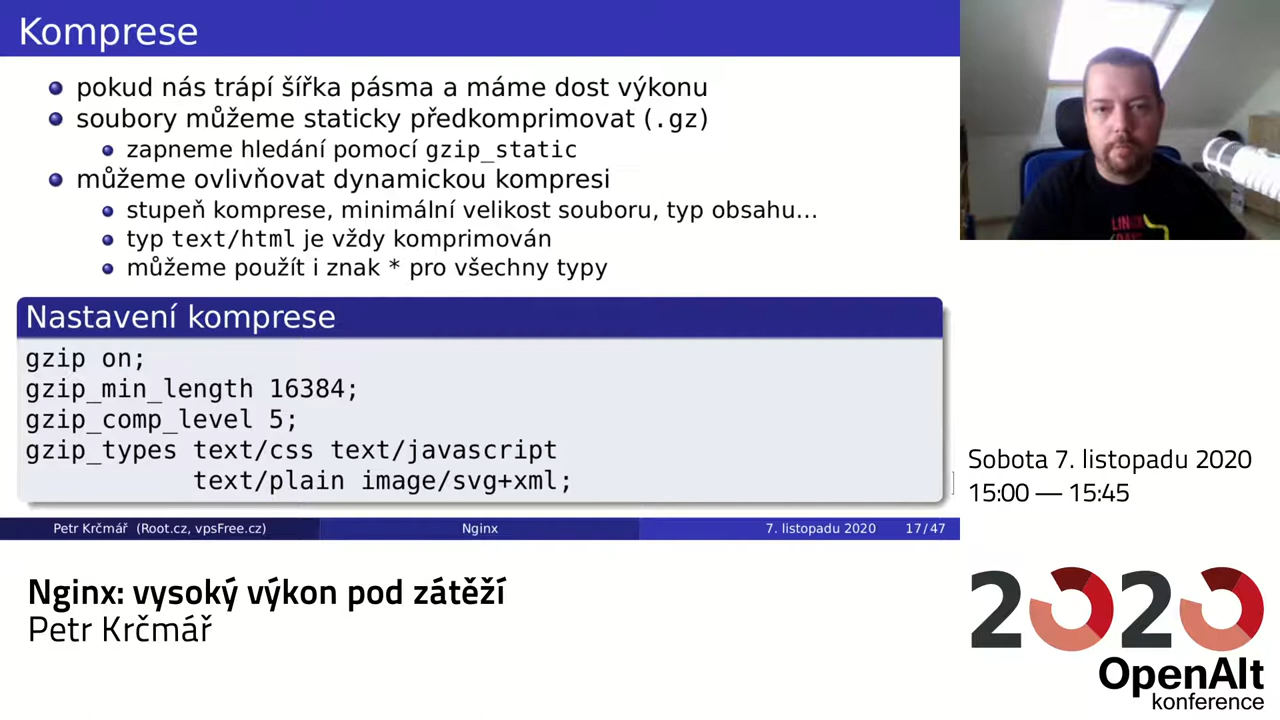 Komprese
pokud nás trápí šířka pásma a máme dost výkonu
soubory můžeme staticky předkomprimovat (.gz)
zapneme hledání pomocí gzip_static
můžeme ovlivňovat dynamickou kompresi
stupeň komprese, minimální velikost souboru, typ obsahu…
typ text/html je vždy komprimován
můžeme použít i znak * pro všechny typy
Nastavení komprese
gzip on;
gzip_min_length 16384;
gzip_comp_level 5;
gzip_types text/css text/javascript
text/plain image/svg+xml;
Petr Krčmář (Root.cz, vpsFree.cz)
Nginx
7. listopadu 2020
17/47
LINUX
DAYS
Sobota 7. listopadu 2020
15:00 — 15:45
Nginx: vysoký výkon pod zátěží
Petr Krčmář
2020
OpenAlt
konference